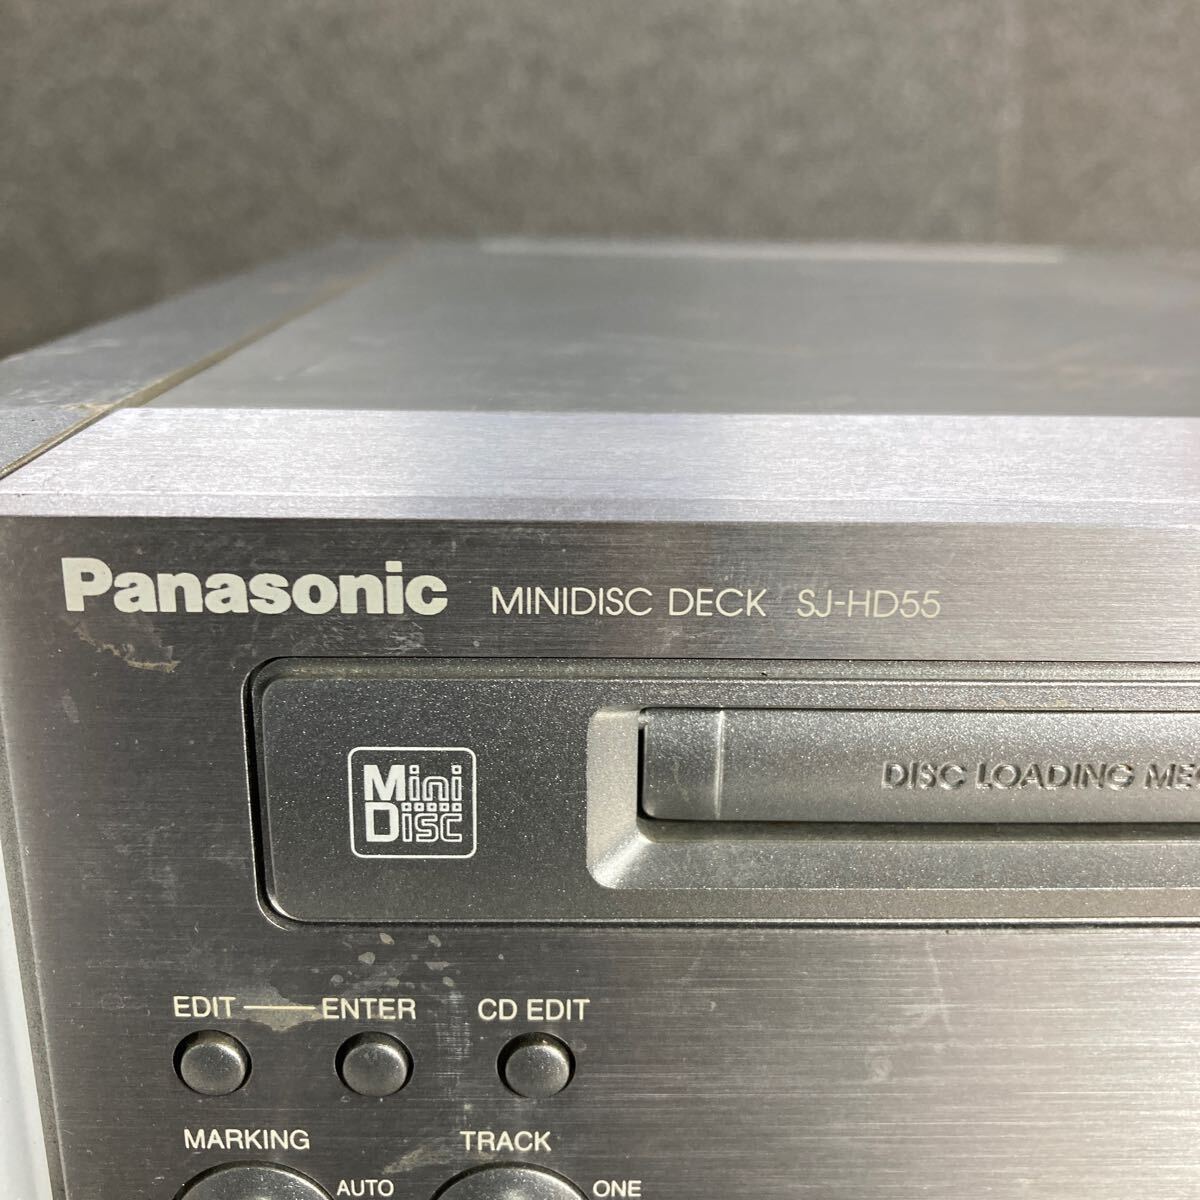 Panasonic MINIDISC DECK SJ-HD55
Mini Disc
DISC LOADING
EDIT ENTER CD EDIT
MARKING TRACK
AUTO ONE